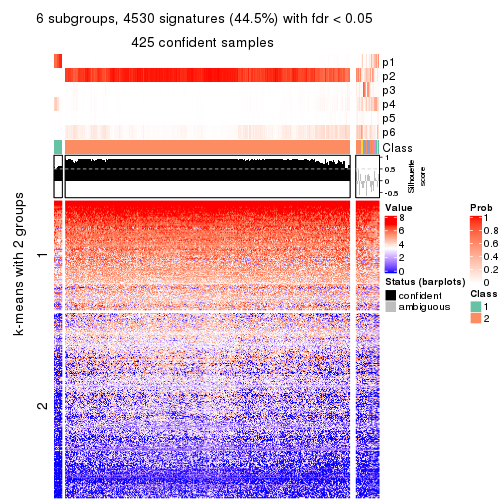 6 subgroups, 4530 signatures (44.5%) with fdr < 0.05
425 confident samples
p1
p2
p3
p4
p5
p6
Class
1
0.5
0
-0.5
Silhouette
score
k-means with 2 groups
1
2
Value
8
6
4
2
0
Status (barplots)
confident
ambiguous
Prob
1
0.8
0.6
0.4
0.2
0
Class
1
2